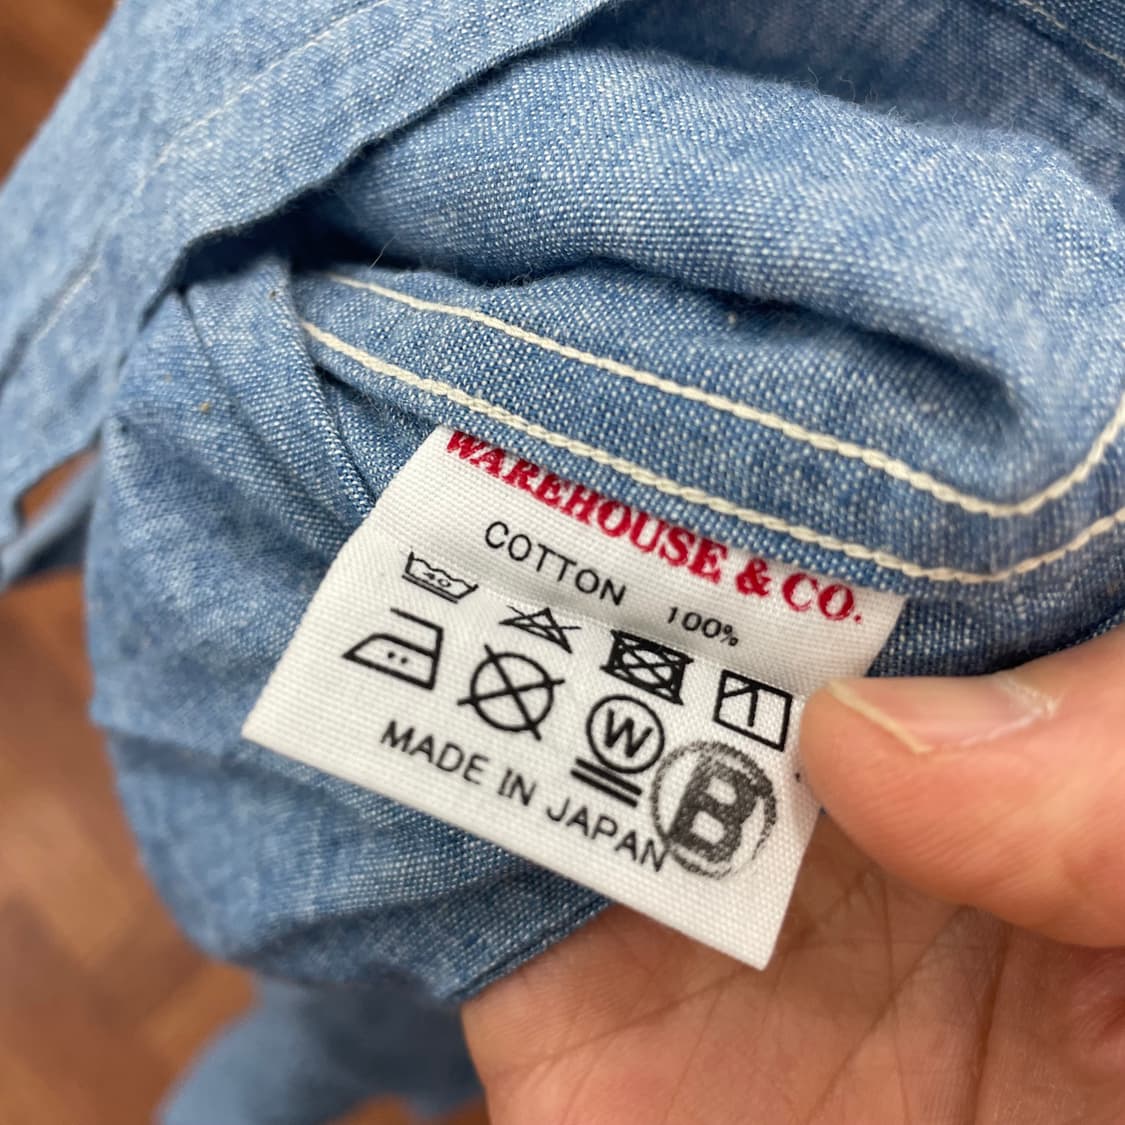 WAREHOUSE & CO.
COTTON 100%
40
W
MADE IN JAPAN
B